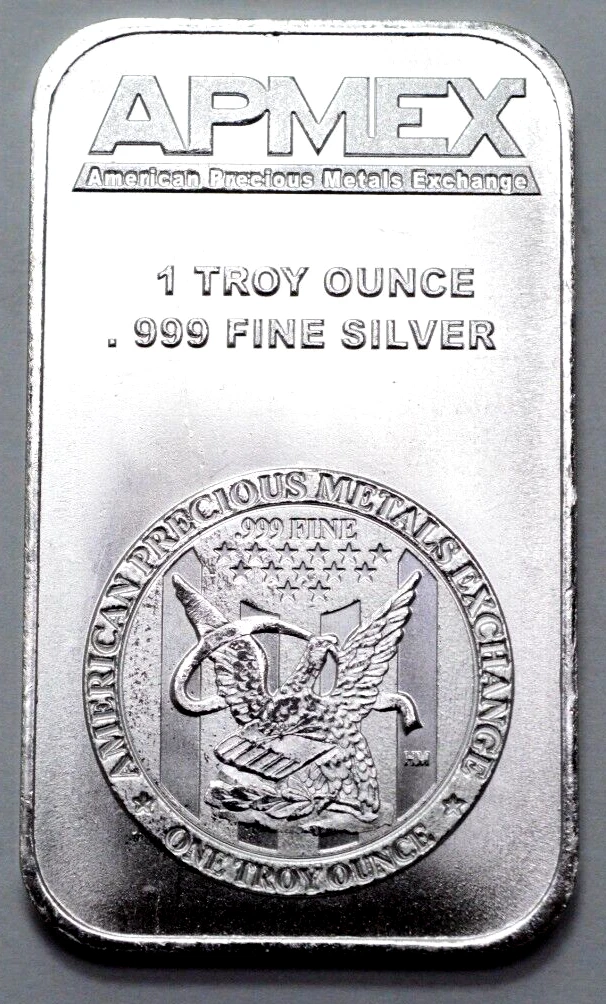 APMEX
American Precious Metals Exchange
1 TROY OUNCE
. 999 FINE SILVER
AMERICAN PRECIOUS METALS EXCHANGE
.999 FINE
HM
★ ONE TROY OUNCE ★